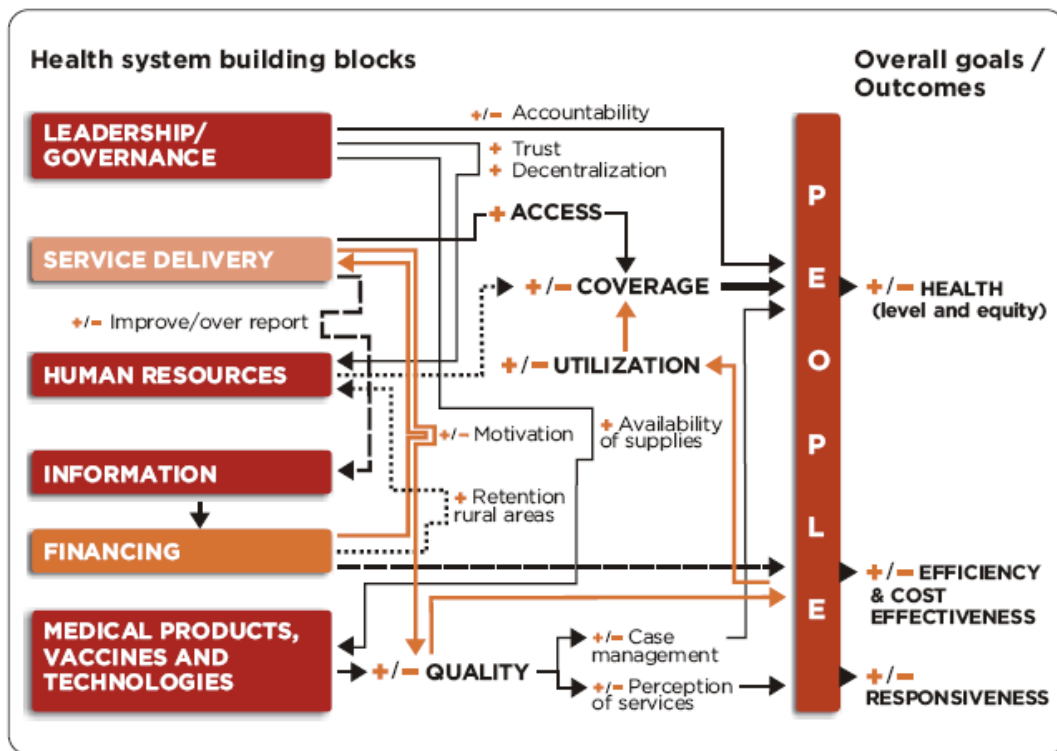 Health system building blocks
Overall goals /
Outcomes
LEADERSHIP/
GOVERNANCE
+/- Accountability
+ Trust
+ Decentralization
+ ACCESS
SERVICE DELIVERY
+/- COVERAGE
+/- HEALTH
(level and equity)
+/- Improve/over report
+/- UTILIZATION
HUMAN RESOURCES
+/- Motivation
+ Availability
of supplies
INFORMATION
+ Retention
rural areas
FINANCING
+/- EFFICIENCY
& COST
EFFECTIVENESS
MEDICAL PRODUCTS,
VACCINES AND
TECHNOLOGIES
+/- QUALITY
+/- Case
management
+/- Perception
of services
+/-
RESPONSIVENESS
P
E
O
P
L
E